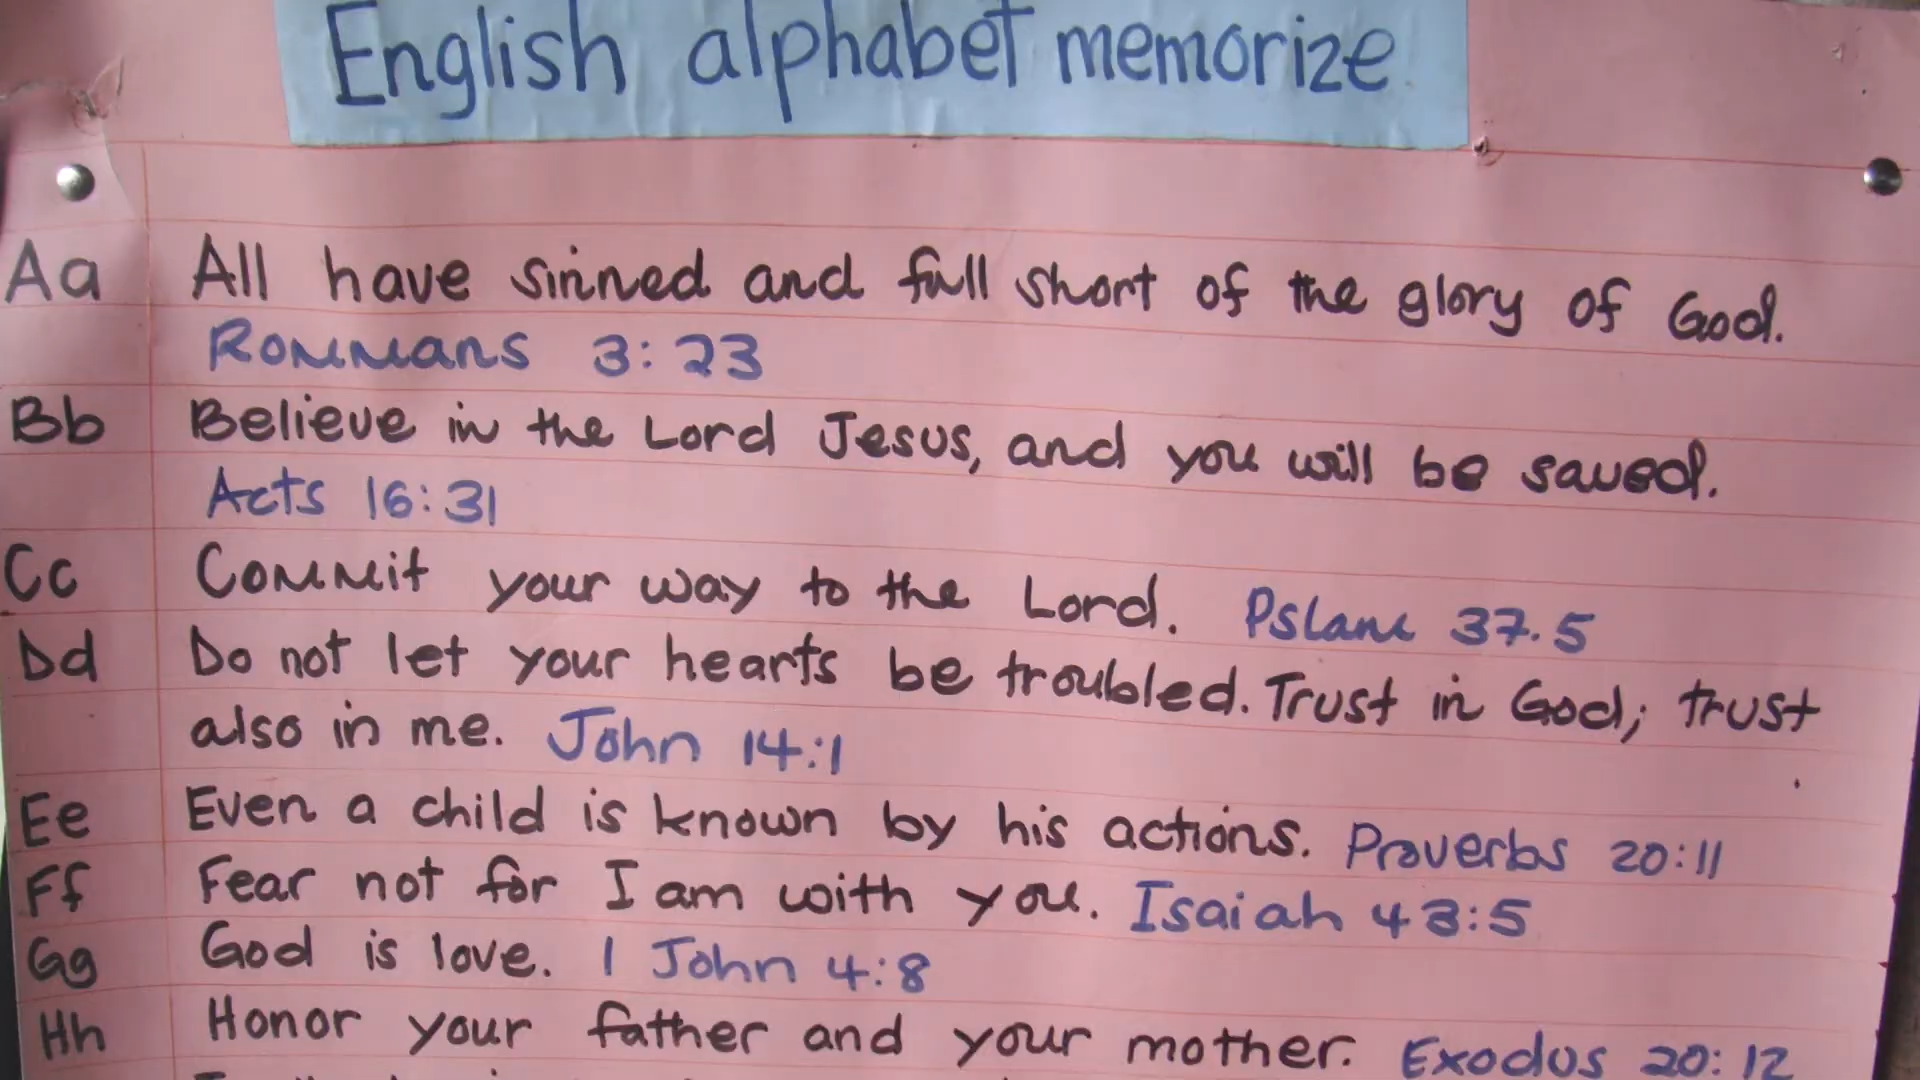 English alphabet memorize
Aa All have sinned and fall short of the glory of God.
Rommans 3:23
Bb Believe in the Lord Jesus, and you will be saved.
Acts 16:31
Cc Commit your way to the Lord. Pslam 37.5
Dd Do not let your hearts be troubled. Trust in God; trust
also in me. John 14:1
Ee Even a child is known by his actions. Proverbs 20:11
Ff Fear not for I am with you. Isaiah 43:5
Gg God is love. 1 John 4:8
Hh Honor your father and your mother. Exodus 20:12